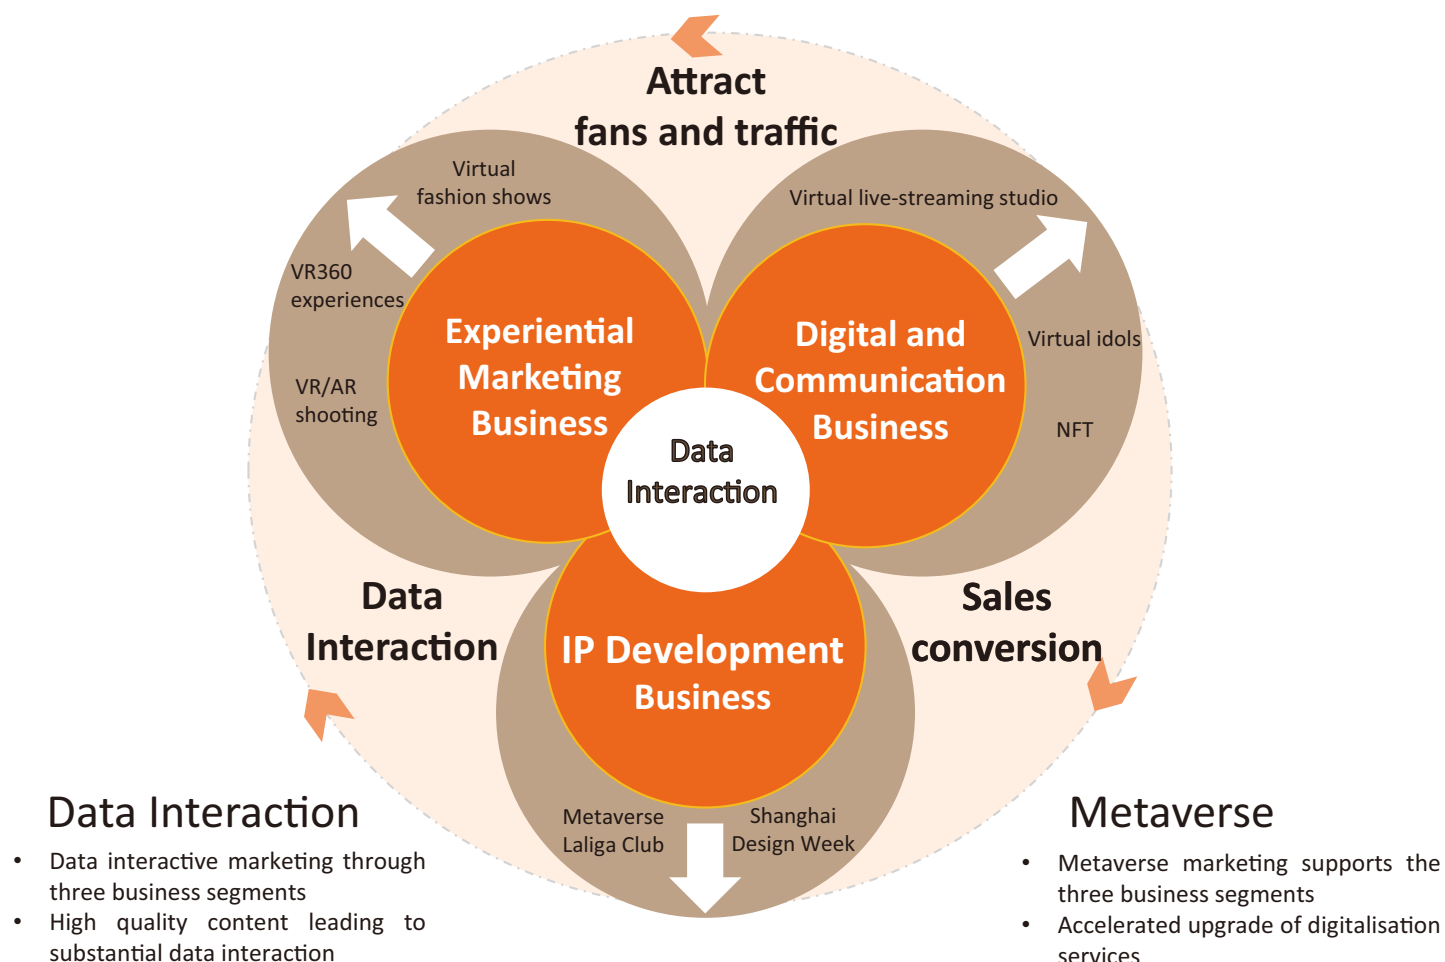 Attract
fans and traffic
Virtual
fashion shows
VR360
experiences
VR/AR
shooting
Experiential
Marketing
Business
Virtual live-streaming studio
Virtual idols
NFT
Digital and
Communication
Business
Data
Interaction
Data
Interaction
Sales
conversion
IP Development
Business
Metaverse
Laliga Club
Shanghai
Design Week
Data Interaction
• Data interactive marketing through
three business segments
• High quality content leading to
substantial data interaction
Metaverse
• Metaverse marketing supports the
three business segments
• Accelerated upgrade of digitalisation
services